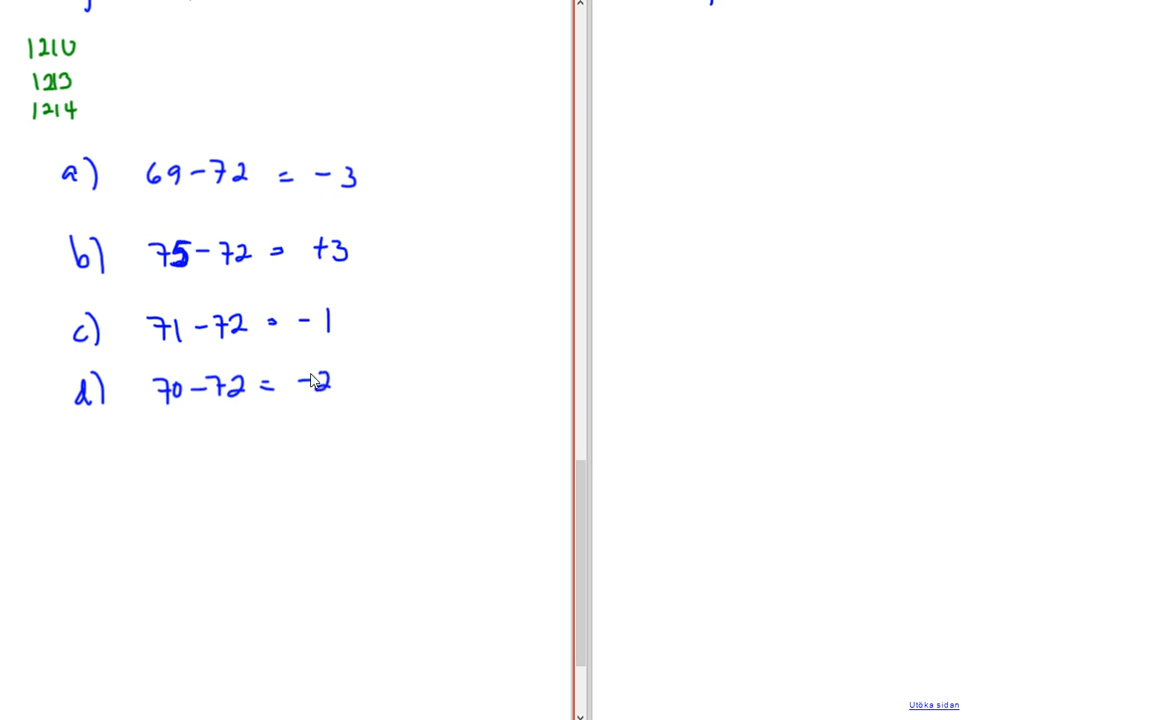 1210
1213
1214
a) 69-72 = -3
b) 75-72 = +3
c) 71-72 = -1
d) 70-72 = -2
Utöka sidan